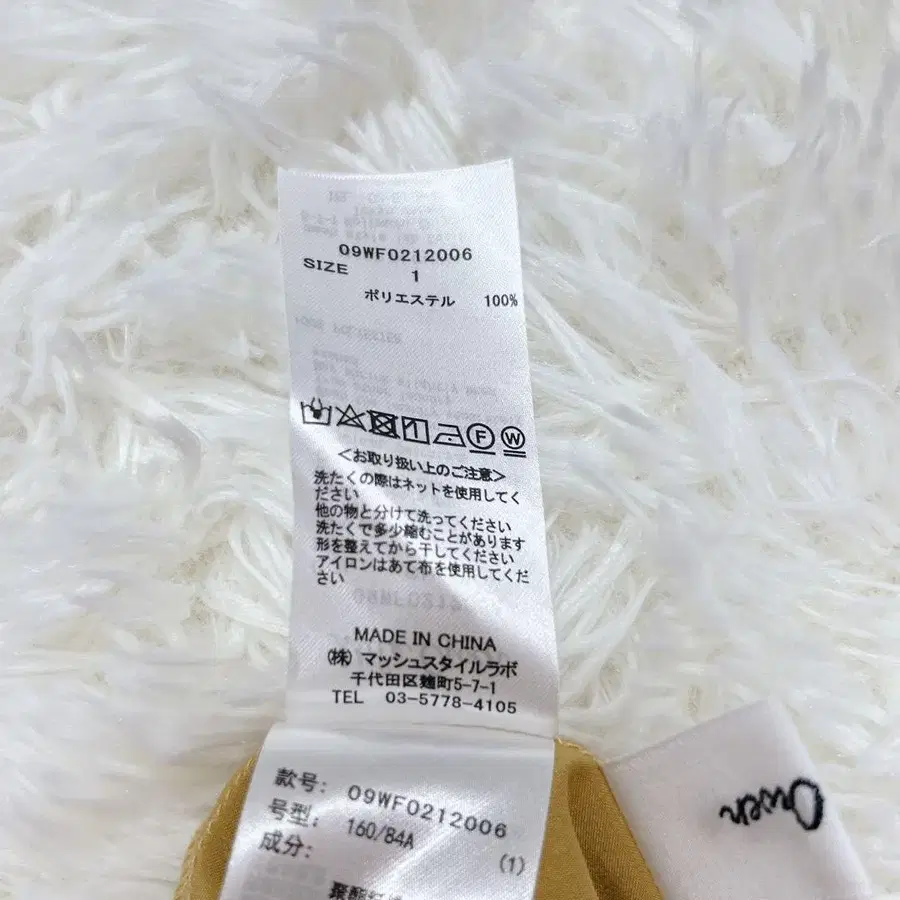 09WF0212006
SIZE 1
ポリエステル 100%
F W
<お取り扱い上のご注意>
洗たくの際はネットを使用してく
ださい
他の物と分けて洗ってください
洗たくで多少縮むことがあります
形を整えてから干してください
アイロンはあて布を使用してくだ
さい
MADE IN CHINA
(株) マッシュスタイルラボ
千代田区麹町5-7-1
TEL 03-5778-4105
款号: 09WF0212006
号型: 160/84A (1)
成分:
Owen